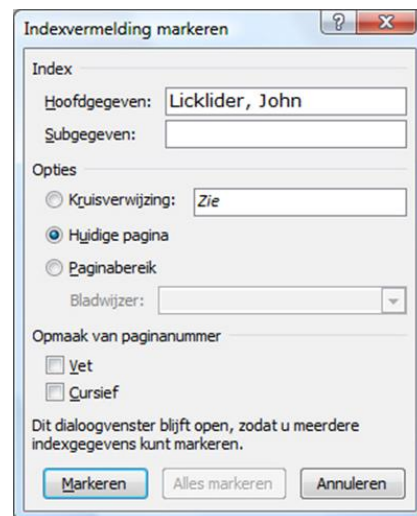 Indexvermelding markeren
Index
Hoofdgegeven: Licklider, John
Subgegeven:
Opties
Kruisverwijzing: Zie
Huidige pagina
Paginabereik
Bladwijzer:
Opmaak van paginanummer
Vet
Cursief
Dit dialoogvenster blijft open, zodat u meerdere
indexgegevens kunt markeren.
Markeren Alles markeren Annuleren